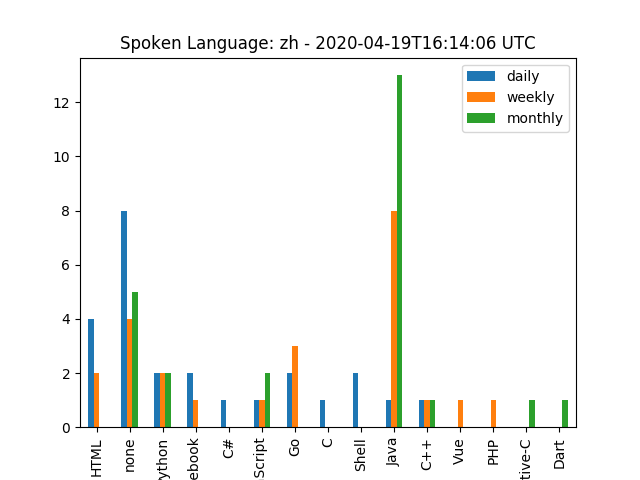 Spoken Language: zh - 2020-04-19T16:14:06 UTC
daily
weekly
monthly
12
10
8
6
4
2
0
HTML
none
ython
ebook
C#
Script
Go
C
Shell
Java
C++
Vue
PHP
tive-C
Dart